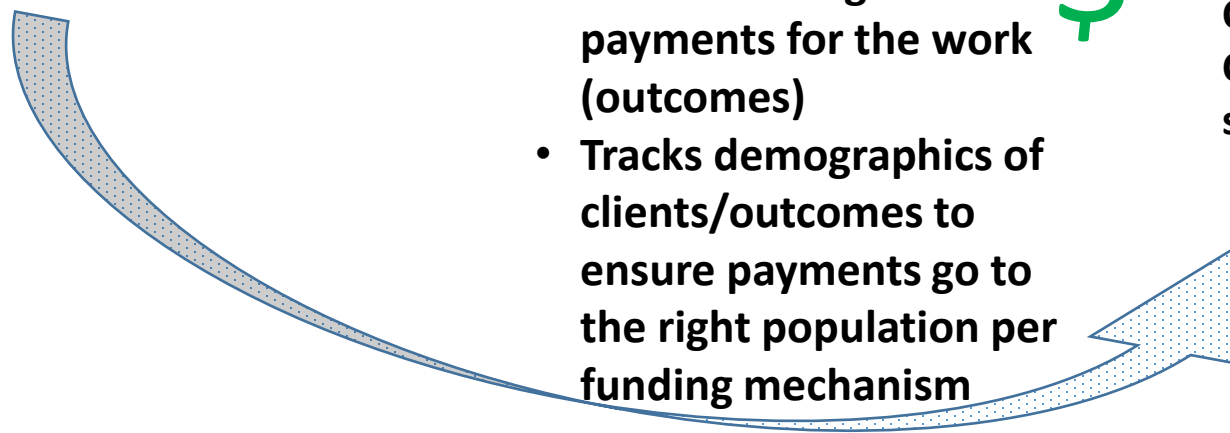 payments for the work
(outcomes)
• Tracks demographics of
clients/outcomes to
ensure payments go to
the right population per
funding mechanism